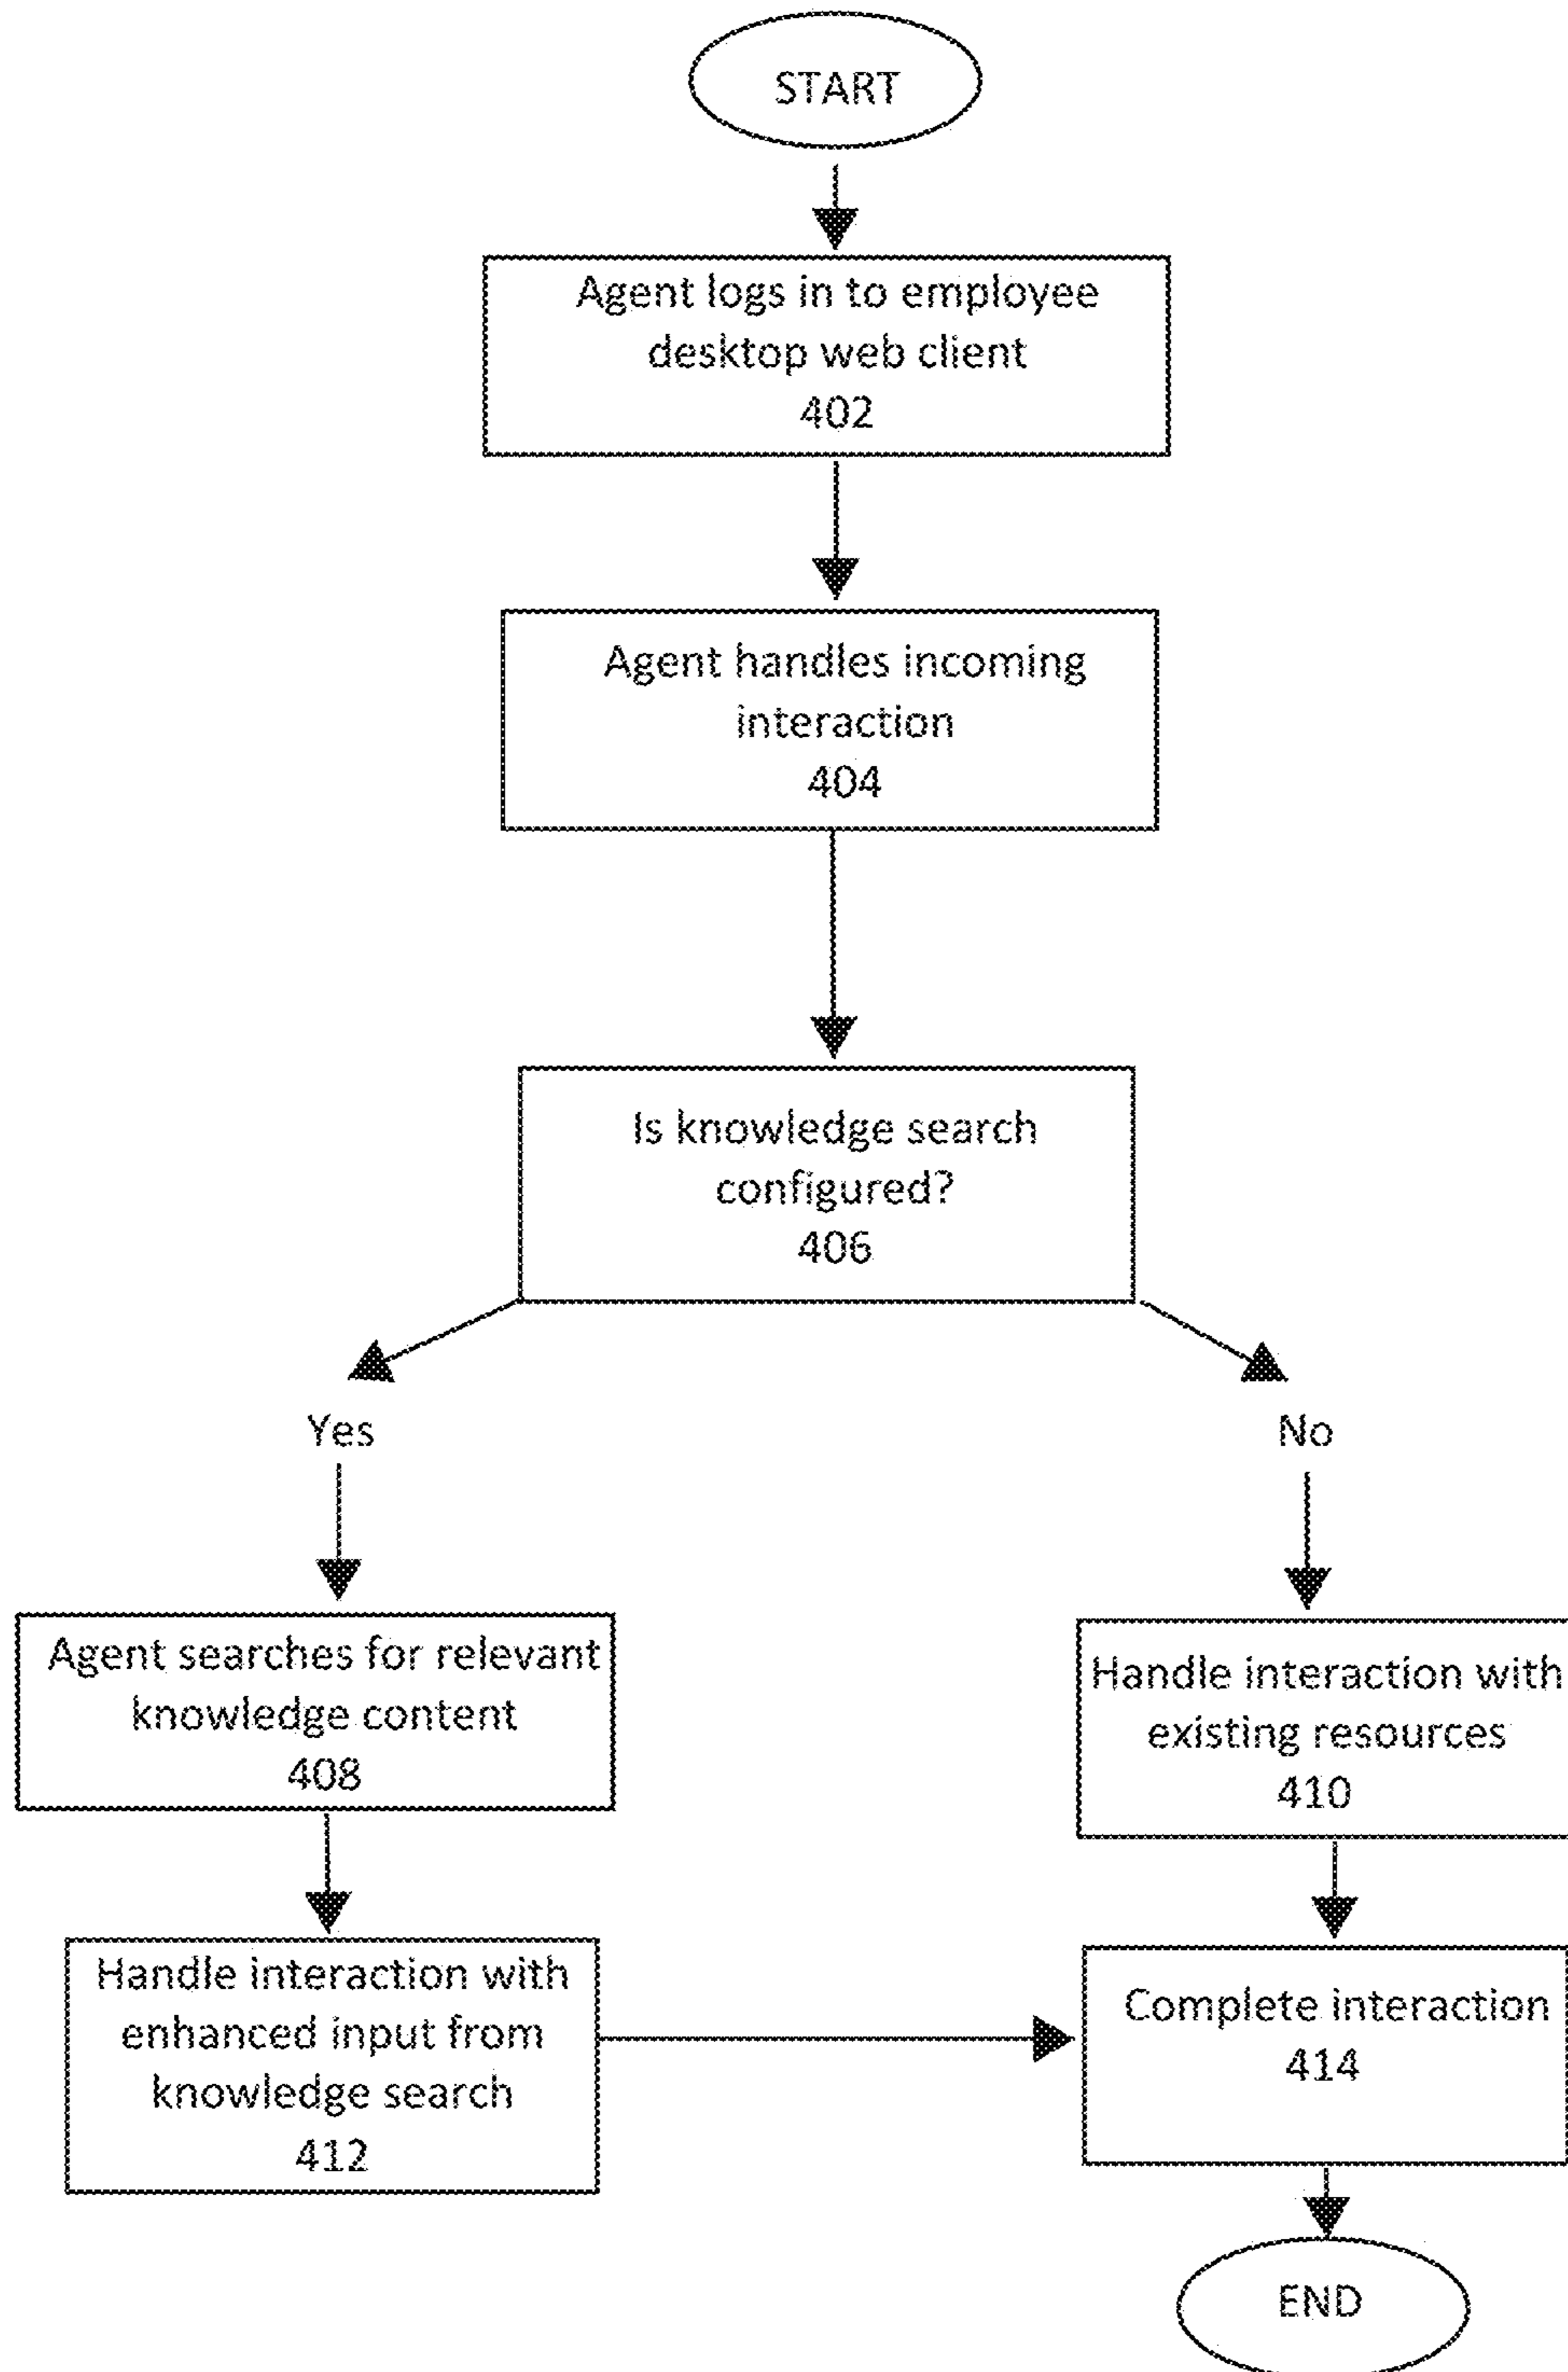 START
Agent logs in to employee
desktop web client
402
Agent handles incoming
interaction
404
Is knowledge search
configured?
406
Yes
No
Agent searches for relevant
knowledge content
408
Handle interaction with
existing resources
410
Handle interaction with
enhanced input from
knowledge search
412
Complete interaction
414
END